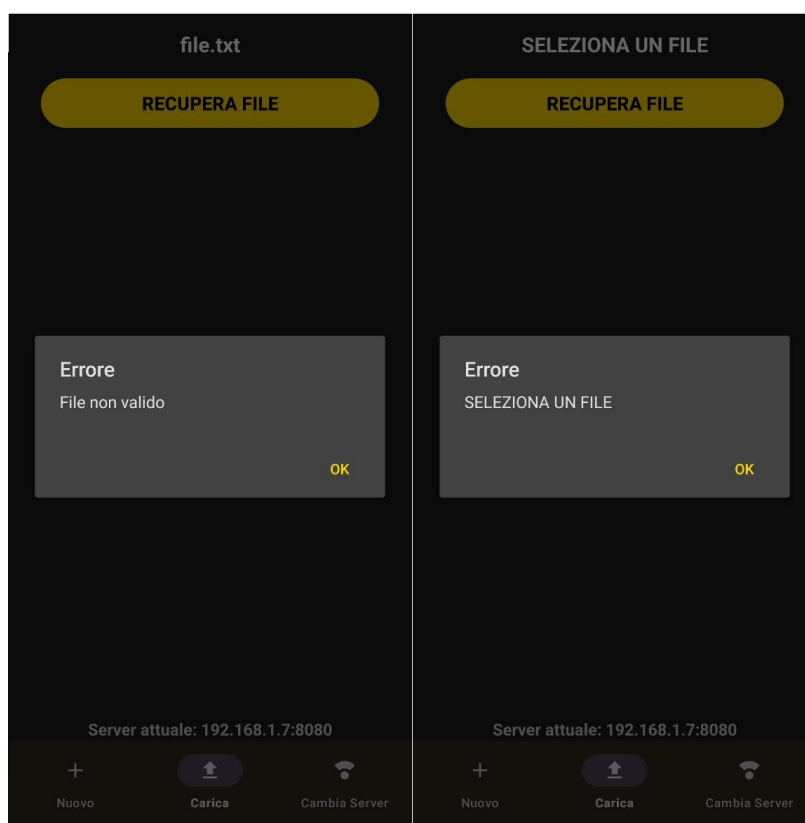 file.txt
RECUPERA FILE
Errore
File non valido
OK
Server attuale: 192.168.1.7:8080
Nuovo
Carica
Cambia Server
SELEZIONA UN FILE
RECUPERA FILE
Errore
SELEZIONA UN FILE
OK
Server attuale: 192.168.1.7:8080
Nuovo
Carica
Cambia Server